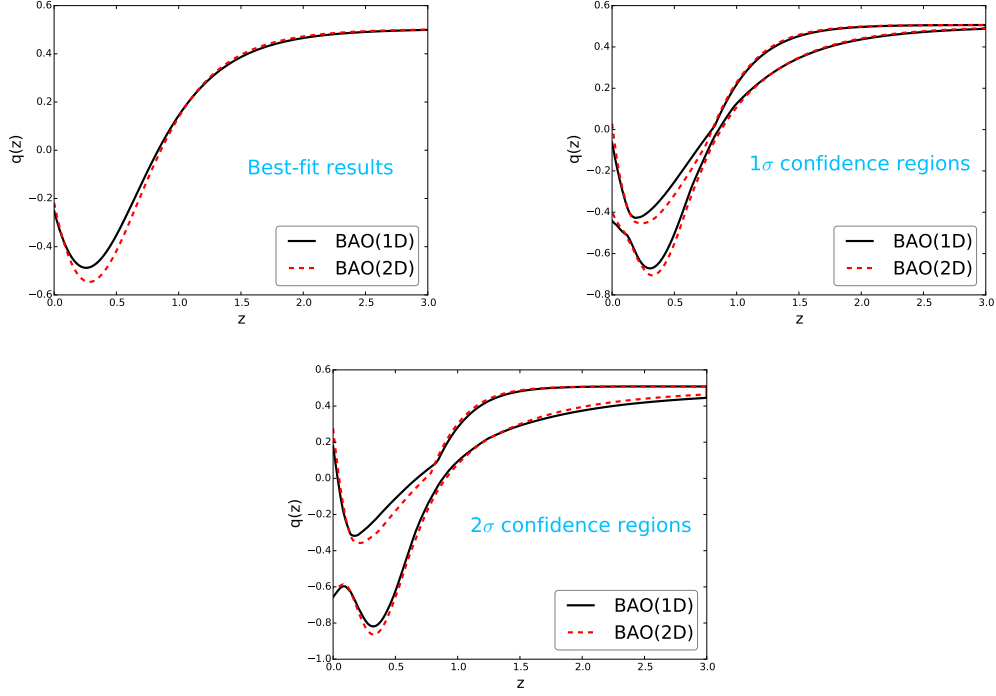 0.6
0.4
0.2
0.0
−0.2
−0.4
−0.6
q(z)
0.0 0.5 1.0 1.5 2.0 2.5 3.0
z
Best-fit results
BAO(1D)
BAO(2D)
0.6
0.4
0.2
0.0
−0.2
−0.4
−0.6
−0.8
q(z)
0.0 0.5 1.0 1.5 2.0 2.5 3.0
z
1σ confidence regions
BAO(1D)
BAO(2D)
0.6
0.4
0.2
0.0
−0.2
−0.4
−0.6
−0.8
−1.0
q(z)
0.0 0.5 1.0 1.5 2.0 2.5 3.0
z
2σ confidence regions
BAO(1D)
BAO(2D)